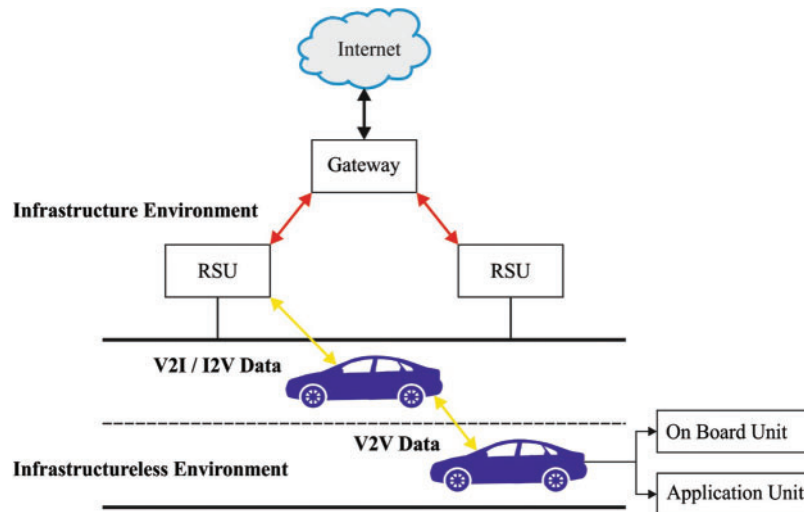 Internet
Gateway
Infrastructure Environment
RSU
RSU
V2I / I2V Data
V2V Data
On Board Unit
Infrastructureless Environment
Application Unit